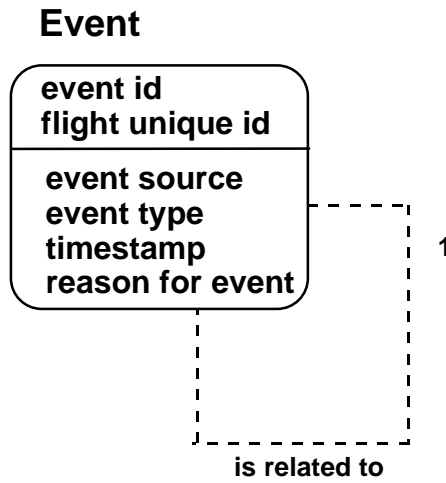 Event
event id
flight unique id
event source
event type
timestamp
reason for event
1
is related to